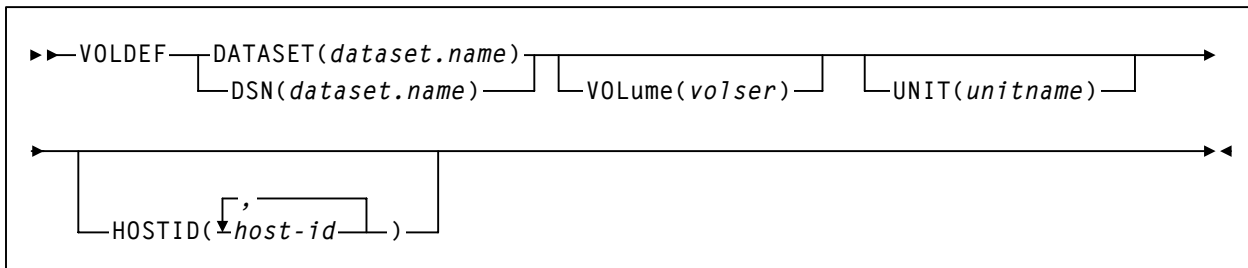 VOLDEF DATASET(dataset.name)
DSN(dataset.name) VOLume(volser) UNIT(unitname)
,
HOSTID( host-id )